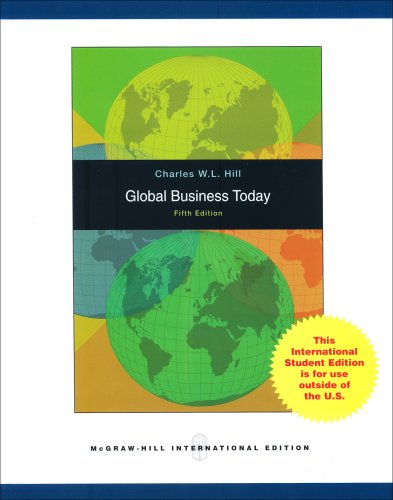 Charles W.L. Hill
Global Business Today
Fifth Edition
This
International
Student Edition
is for use
outside of
the U.S.
McGRAW-HILL INTERNATIONAL EDITION